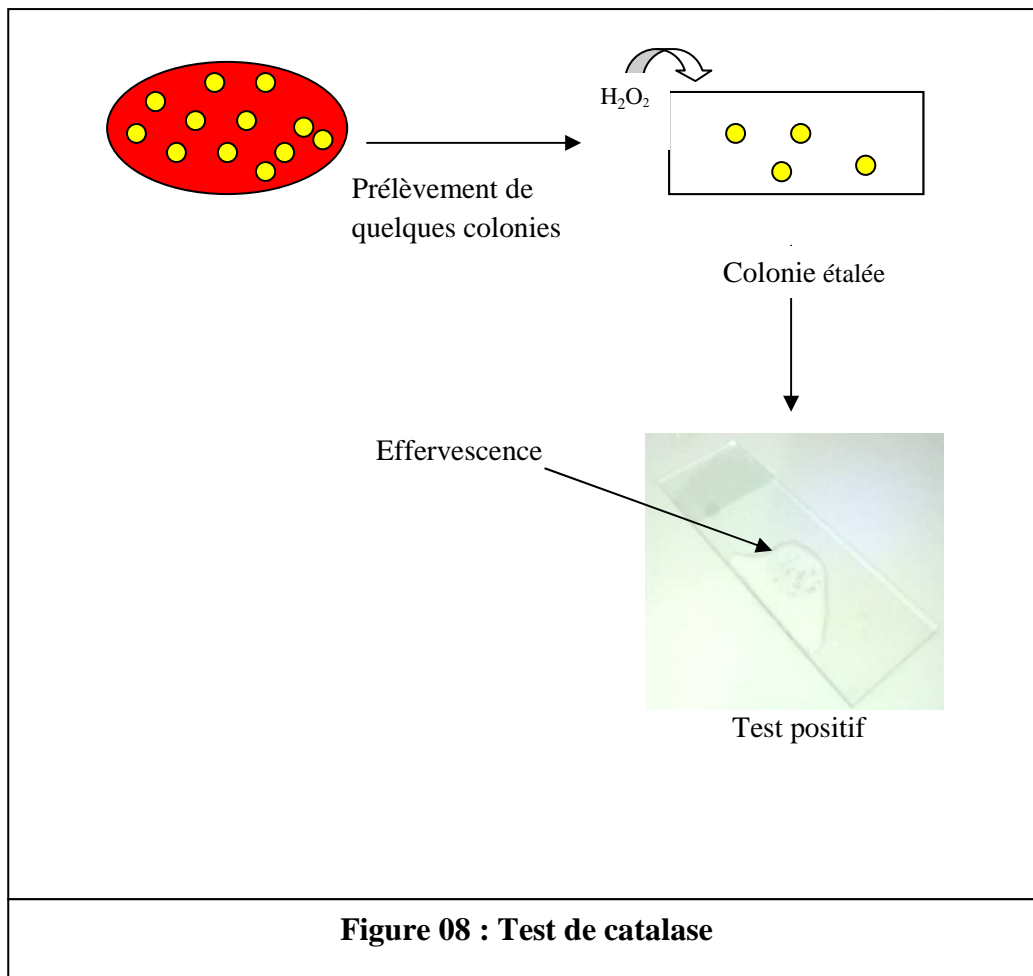 H₂O₂
Prélèvement de
quelques colonies
Colonie étalée
Effervescence
Test positif
Figure 08 : Test de catalase